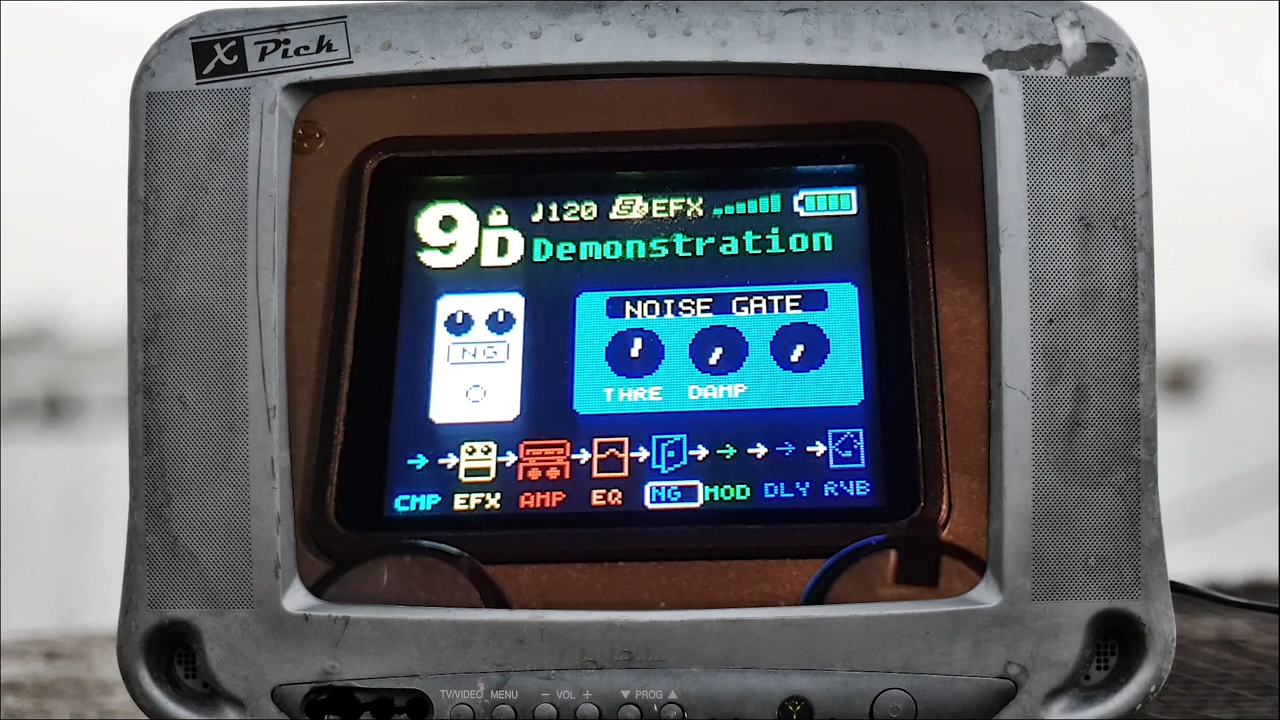 X Pick
9D ♩120 EFX
Demonstration
NOISE GATE
NG
THRE DAMP
CMP EFX AMP EQ NG MOD DLY RVB
TV/VIDEO MENU − VOL + ▼ PROG ▲